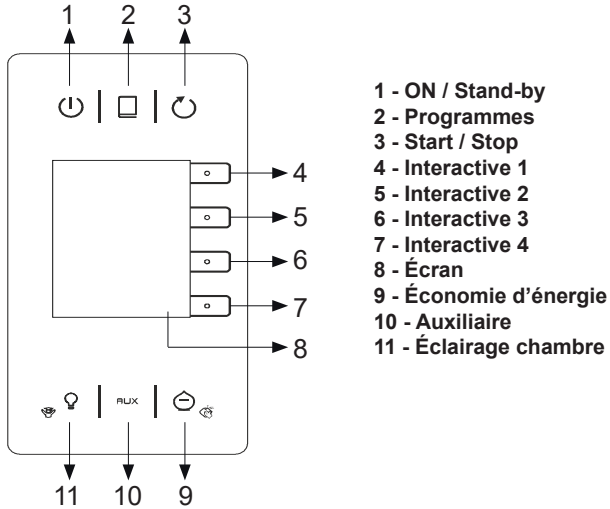 1 2 3
1 - ON / Stand-by
2 - Programmes
3 - Start / Stop
4 - Interactive 1
5 - Interactive 2
6 - Interactive 3
7 - Interactive 4
8 - Écran
9 - Économie d'énergie
10 - Auxiliaire
11 - Éclairage chambre
4
5
6
7
8
AUX
11 10 9